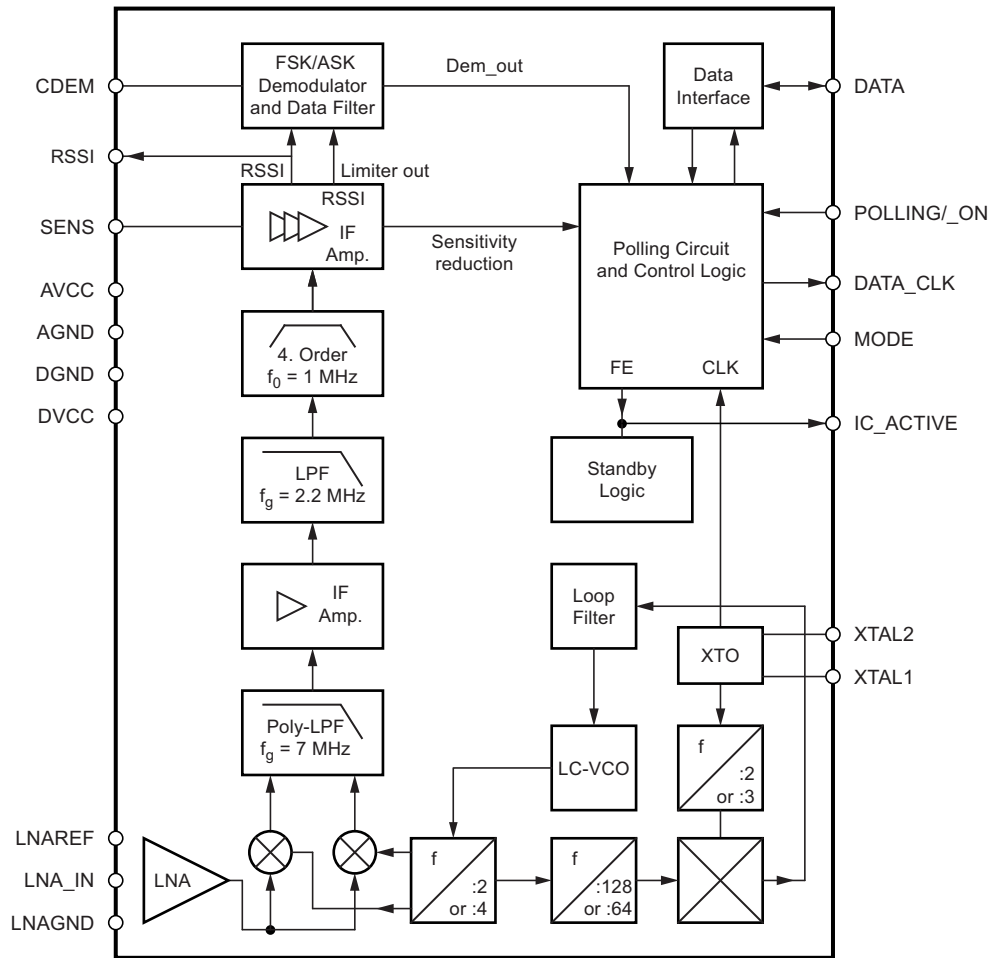 CDEM
RSSI
SENS
AVCC
AGND
DGND
DVCC
LNAREF
LNA_IN
LNAGND
FSK/ASK
Demodulator
and Data Filter
Dem_out
RSSI
Limiter out
RSSI
IF
Amp.
Sensitivity
reduction
4. Order
f0 = 1 MHz
LPF
fg = 2.2 MHz
IF
Amp.
Poly-LPF
fg = 7 MHz
LNA
Data
Interface
Polling Circuit
and Control Logic
FE
CLK
Standby
Logic
Loop
Filter
XTO
LC-VCO
f
:2
or :3
f
:2
or :4
f
:128
or :64
DATA
POLLING/_ON
DATA_CLK
MODE
IC_ACTIVE
XTAL2
XTAL1